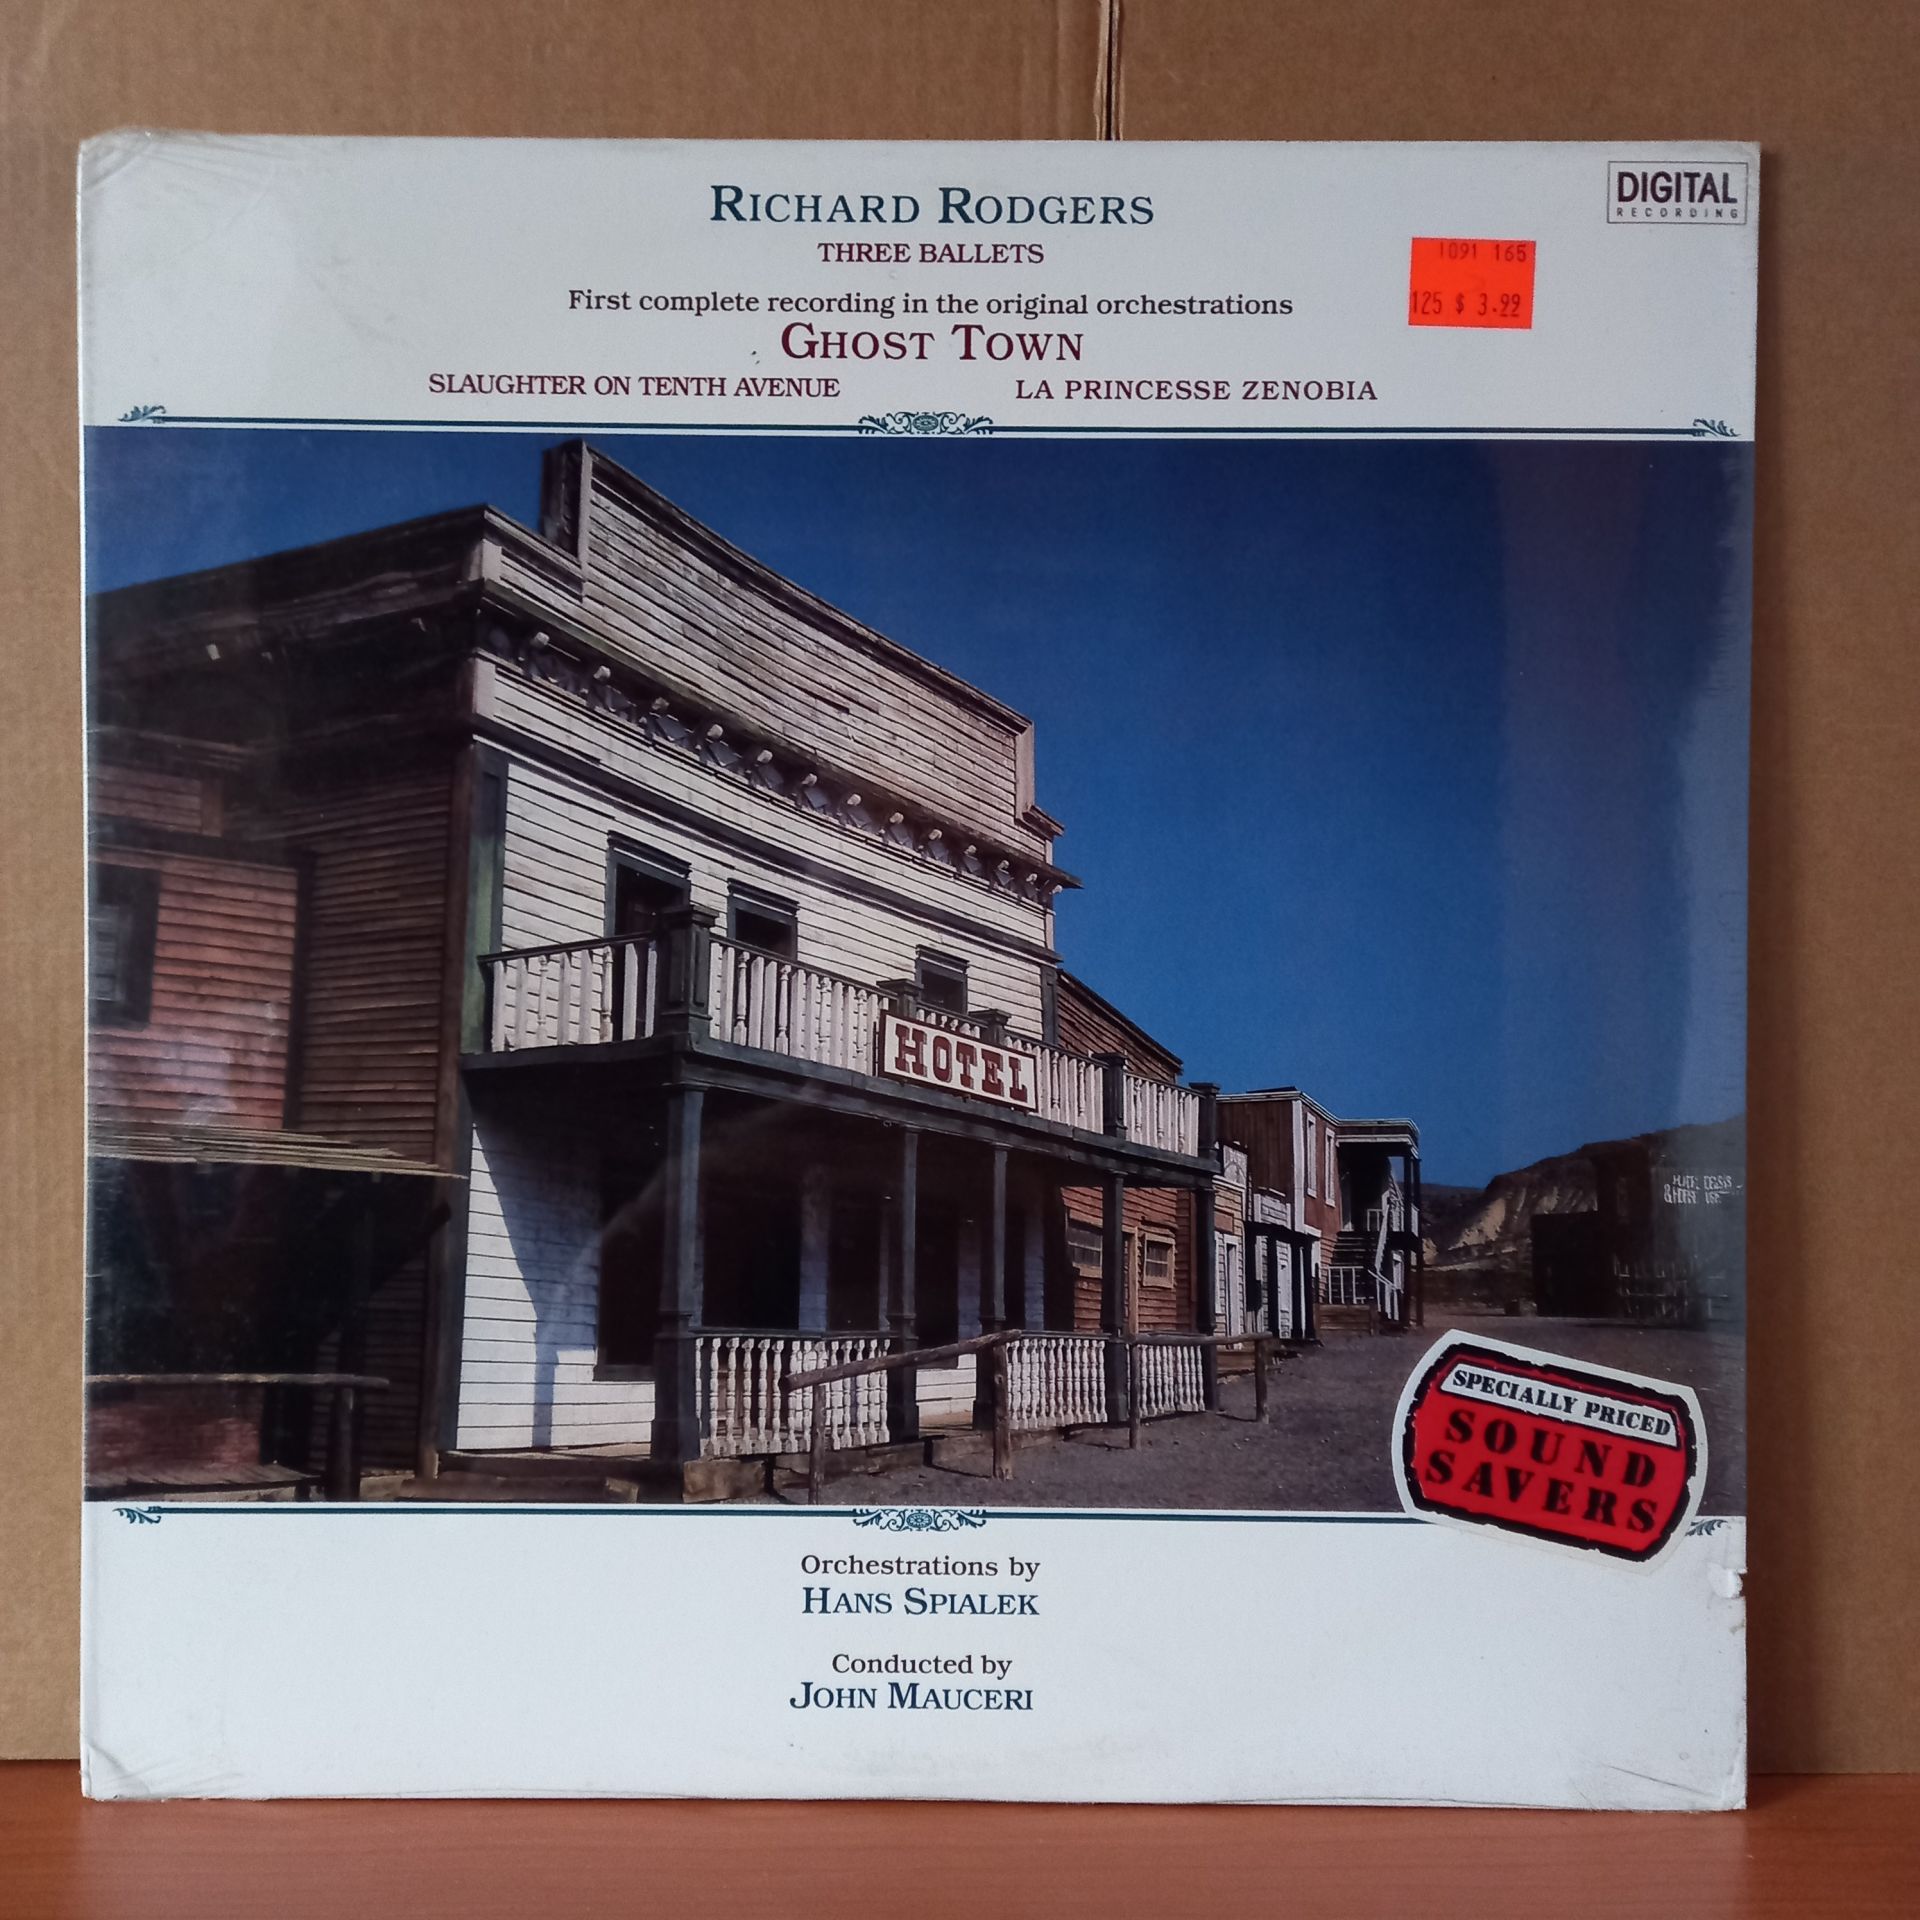 RICHARD RODGERS
DIGITAL
RECORDING
THREE BALLETS
1091 165
125 $ 3.99
First complete recording in the original orchestrations
GHOST TOWN
SLAUGHTER ON TENTH AVENUE LA PRINCESSE ZENOBIA
HOTEL
SPECIALLY PRICED
SOUND
SAVERS
Orchestrations by
HANS SPIALEK
Conducted by
JOHN MAUCERI